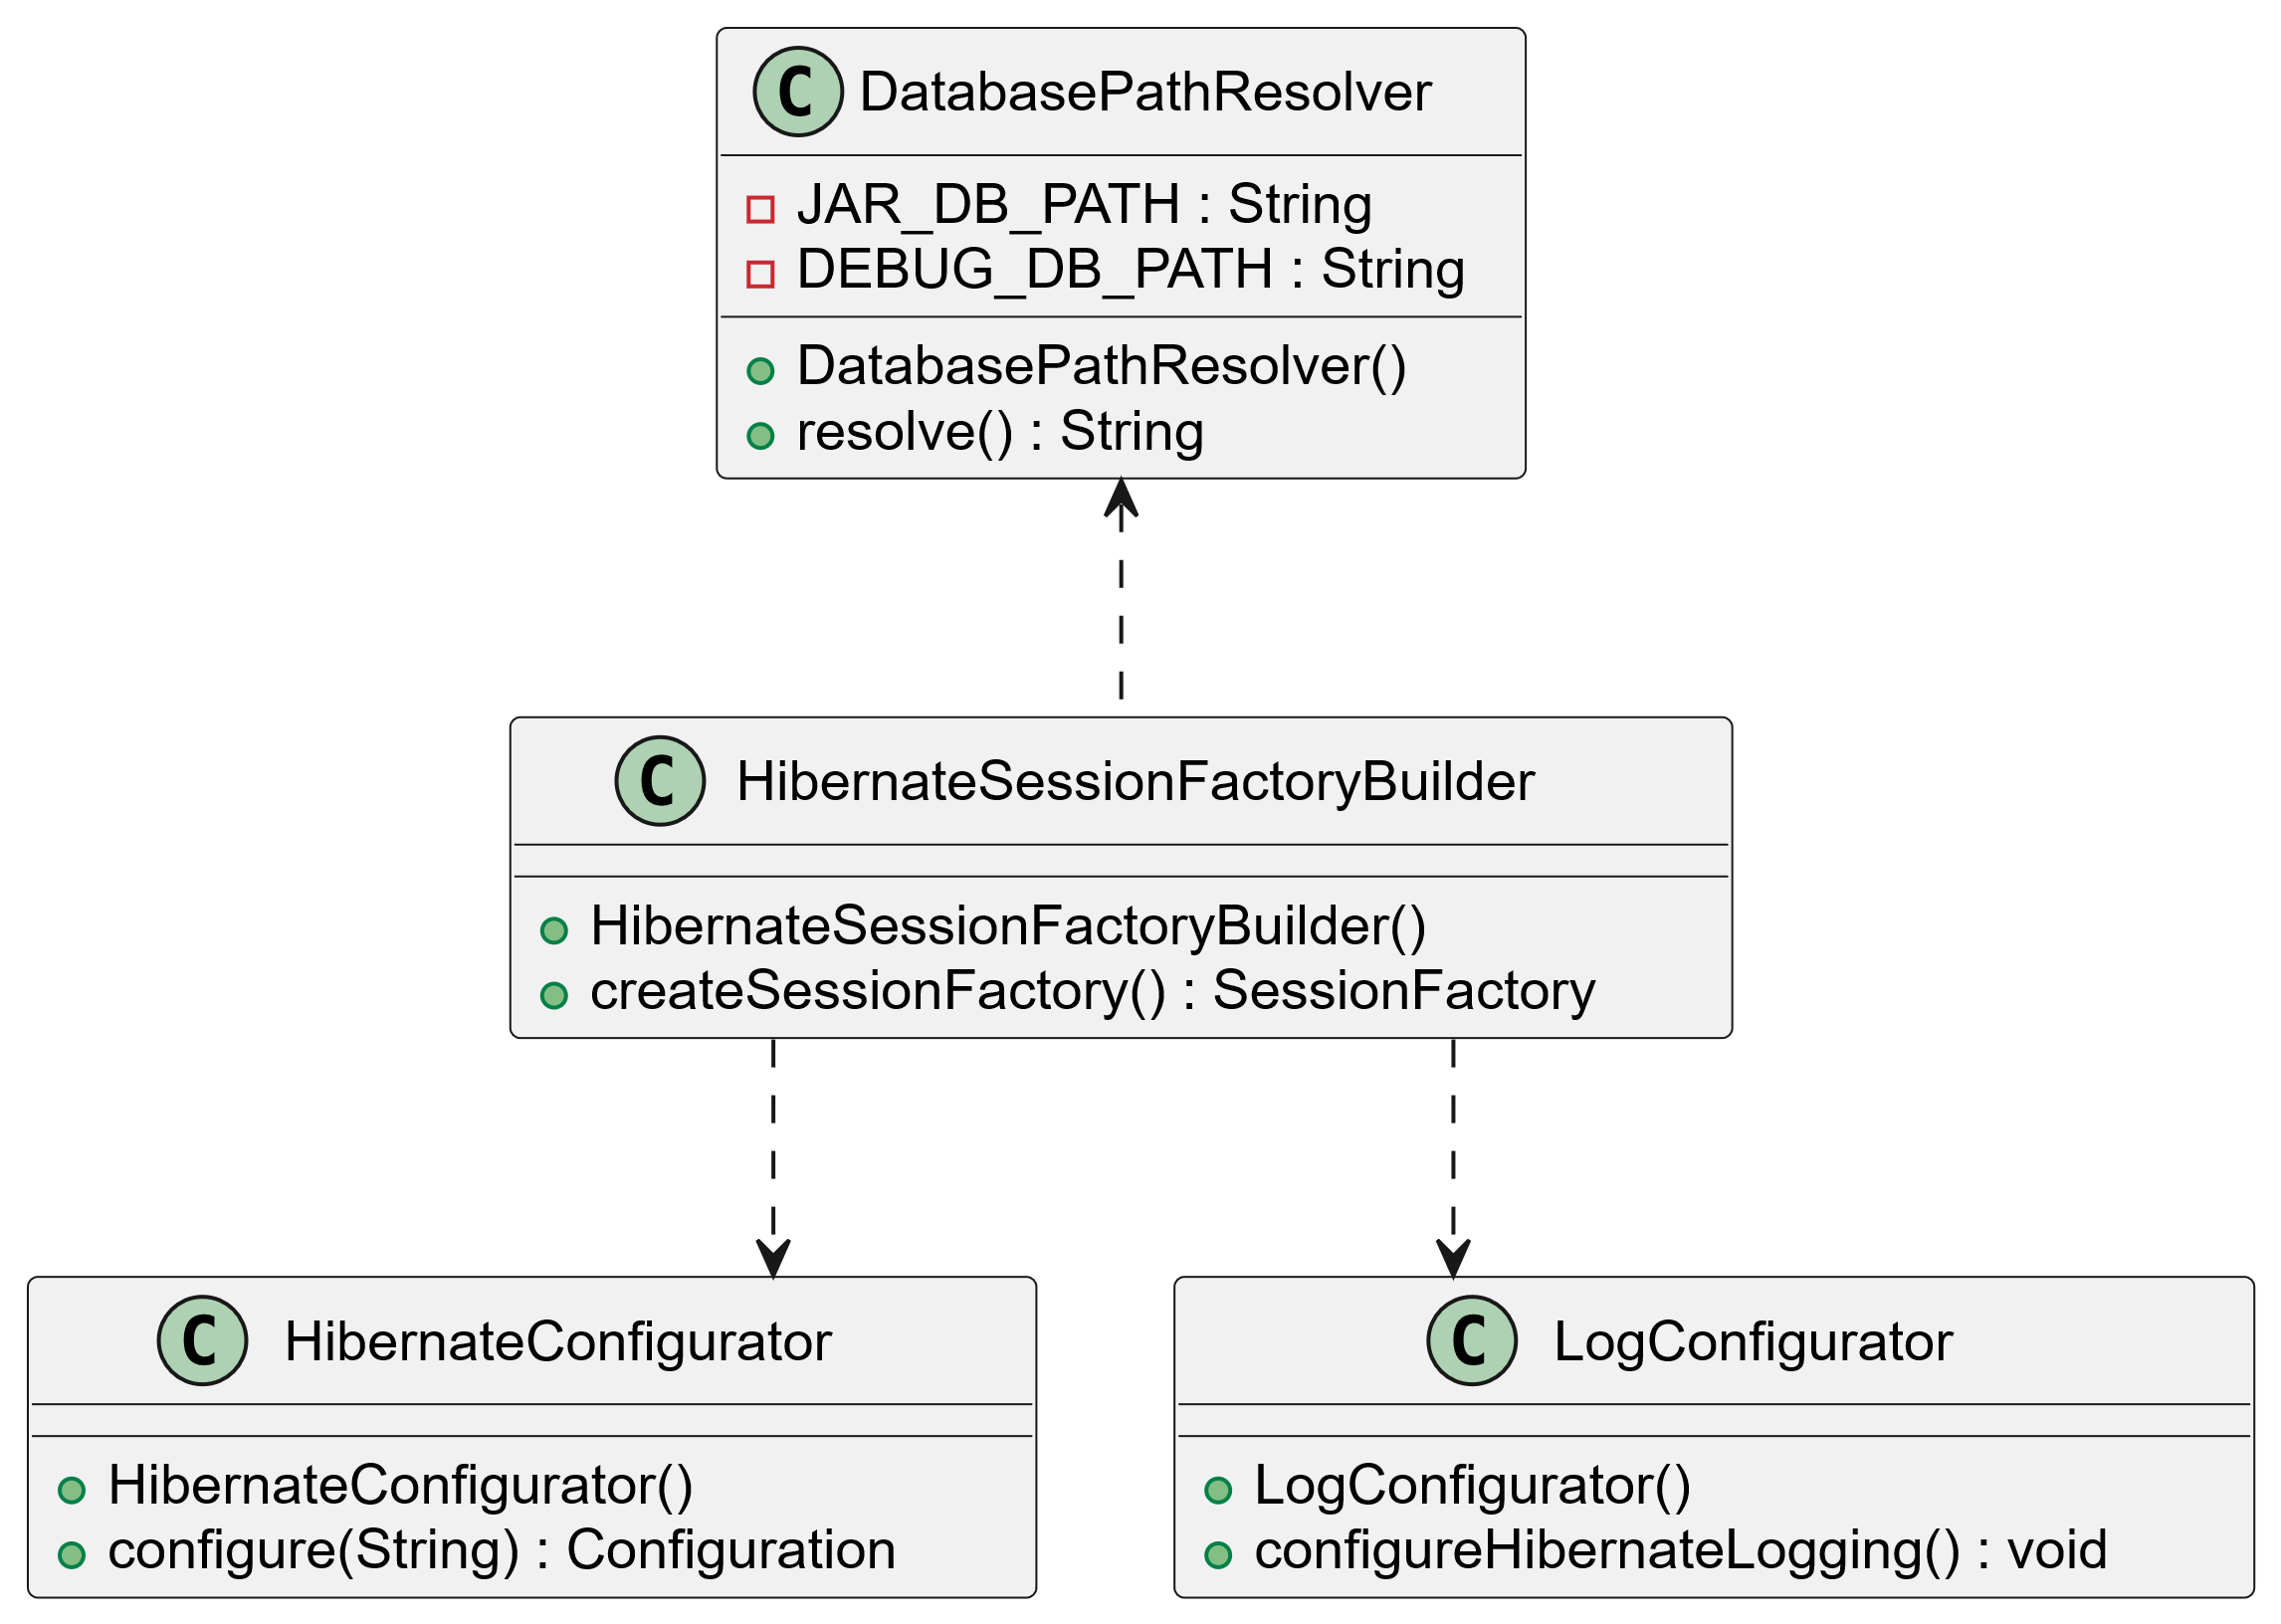 C DatabasePathResolver
JAR_DB_PATH : String
DEBUG_DB_PATH : String
DatabasePathResolver()
resolve() : String
C HibernateSessionFactoryBuilder
HibernateSessionFactoryBuilder()
createSessionFactory() : SessionFactory
C HibernateConfigurator
HibernateConfigurator()
configure(String) : Configuration
C LogConfigurator
LogConfigurator()
configureHibernateLogging() : void